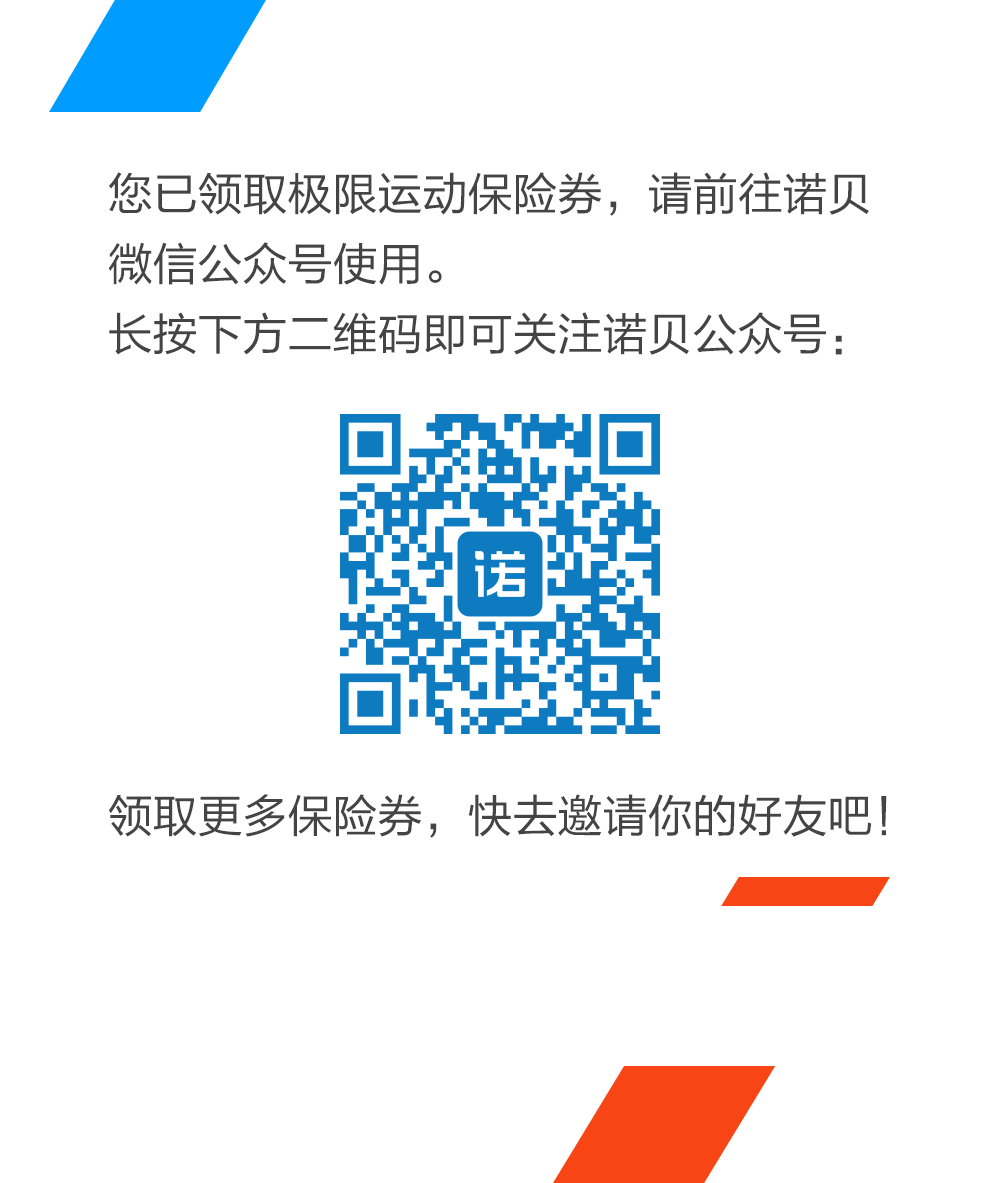 您已领取极限运动保险券，请前往诺贝
微信公众号使用。
长按下方二维码即可关注诺贝公众号：
诺
领取更多保险券，快去邀请你的好友吧！